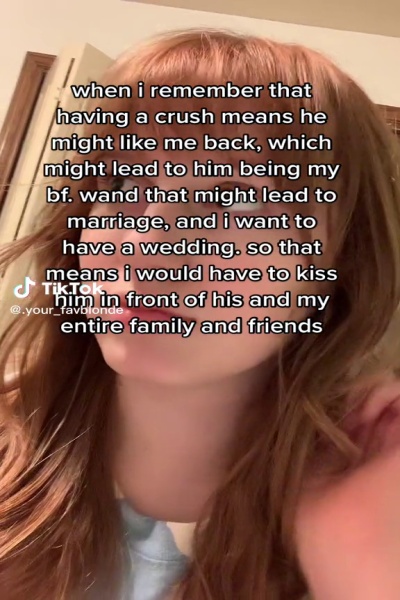 when i remember that
having a crush means he
might like me back, which
might lead to him being my
bf. wand that might lead to
marriage, and i want to
have a wedding. so that
means i would have to kiss
him in front of his and my
entire family and friends
TikTok
@.your_favblonde